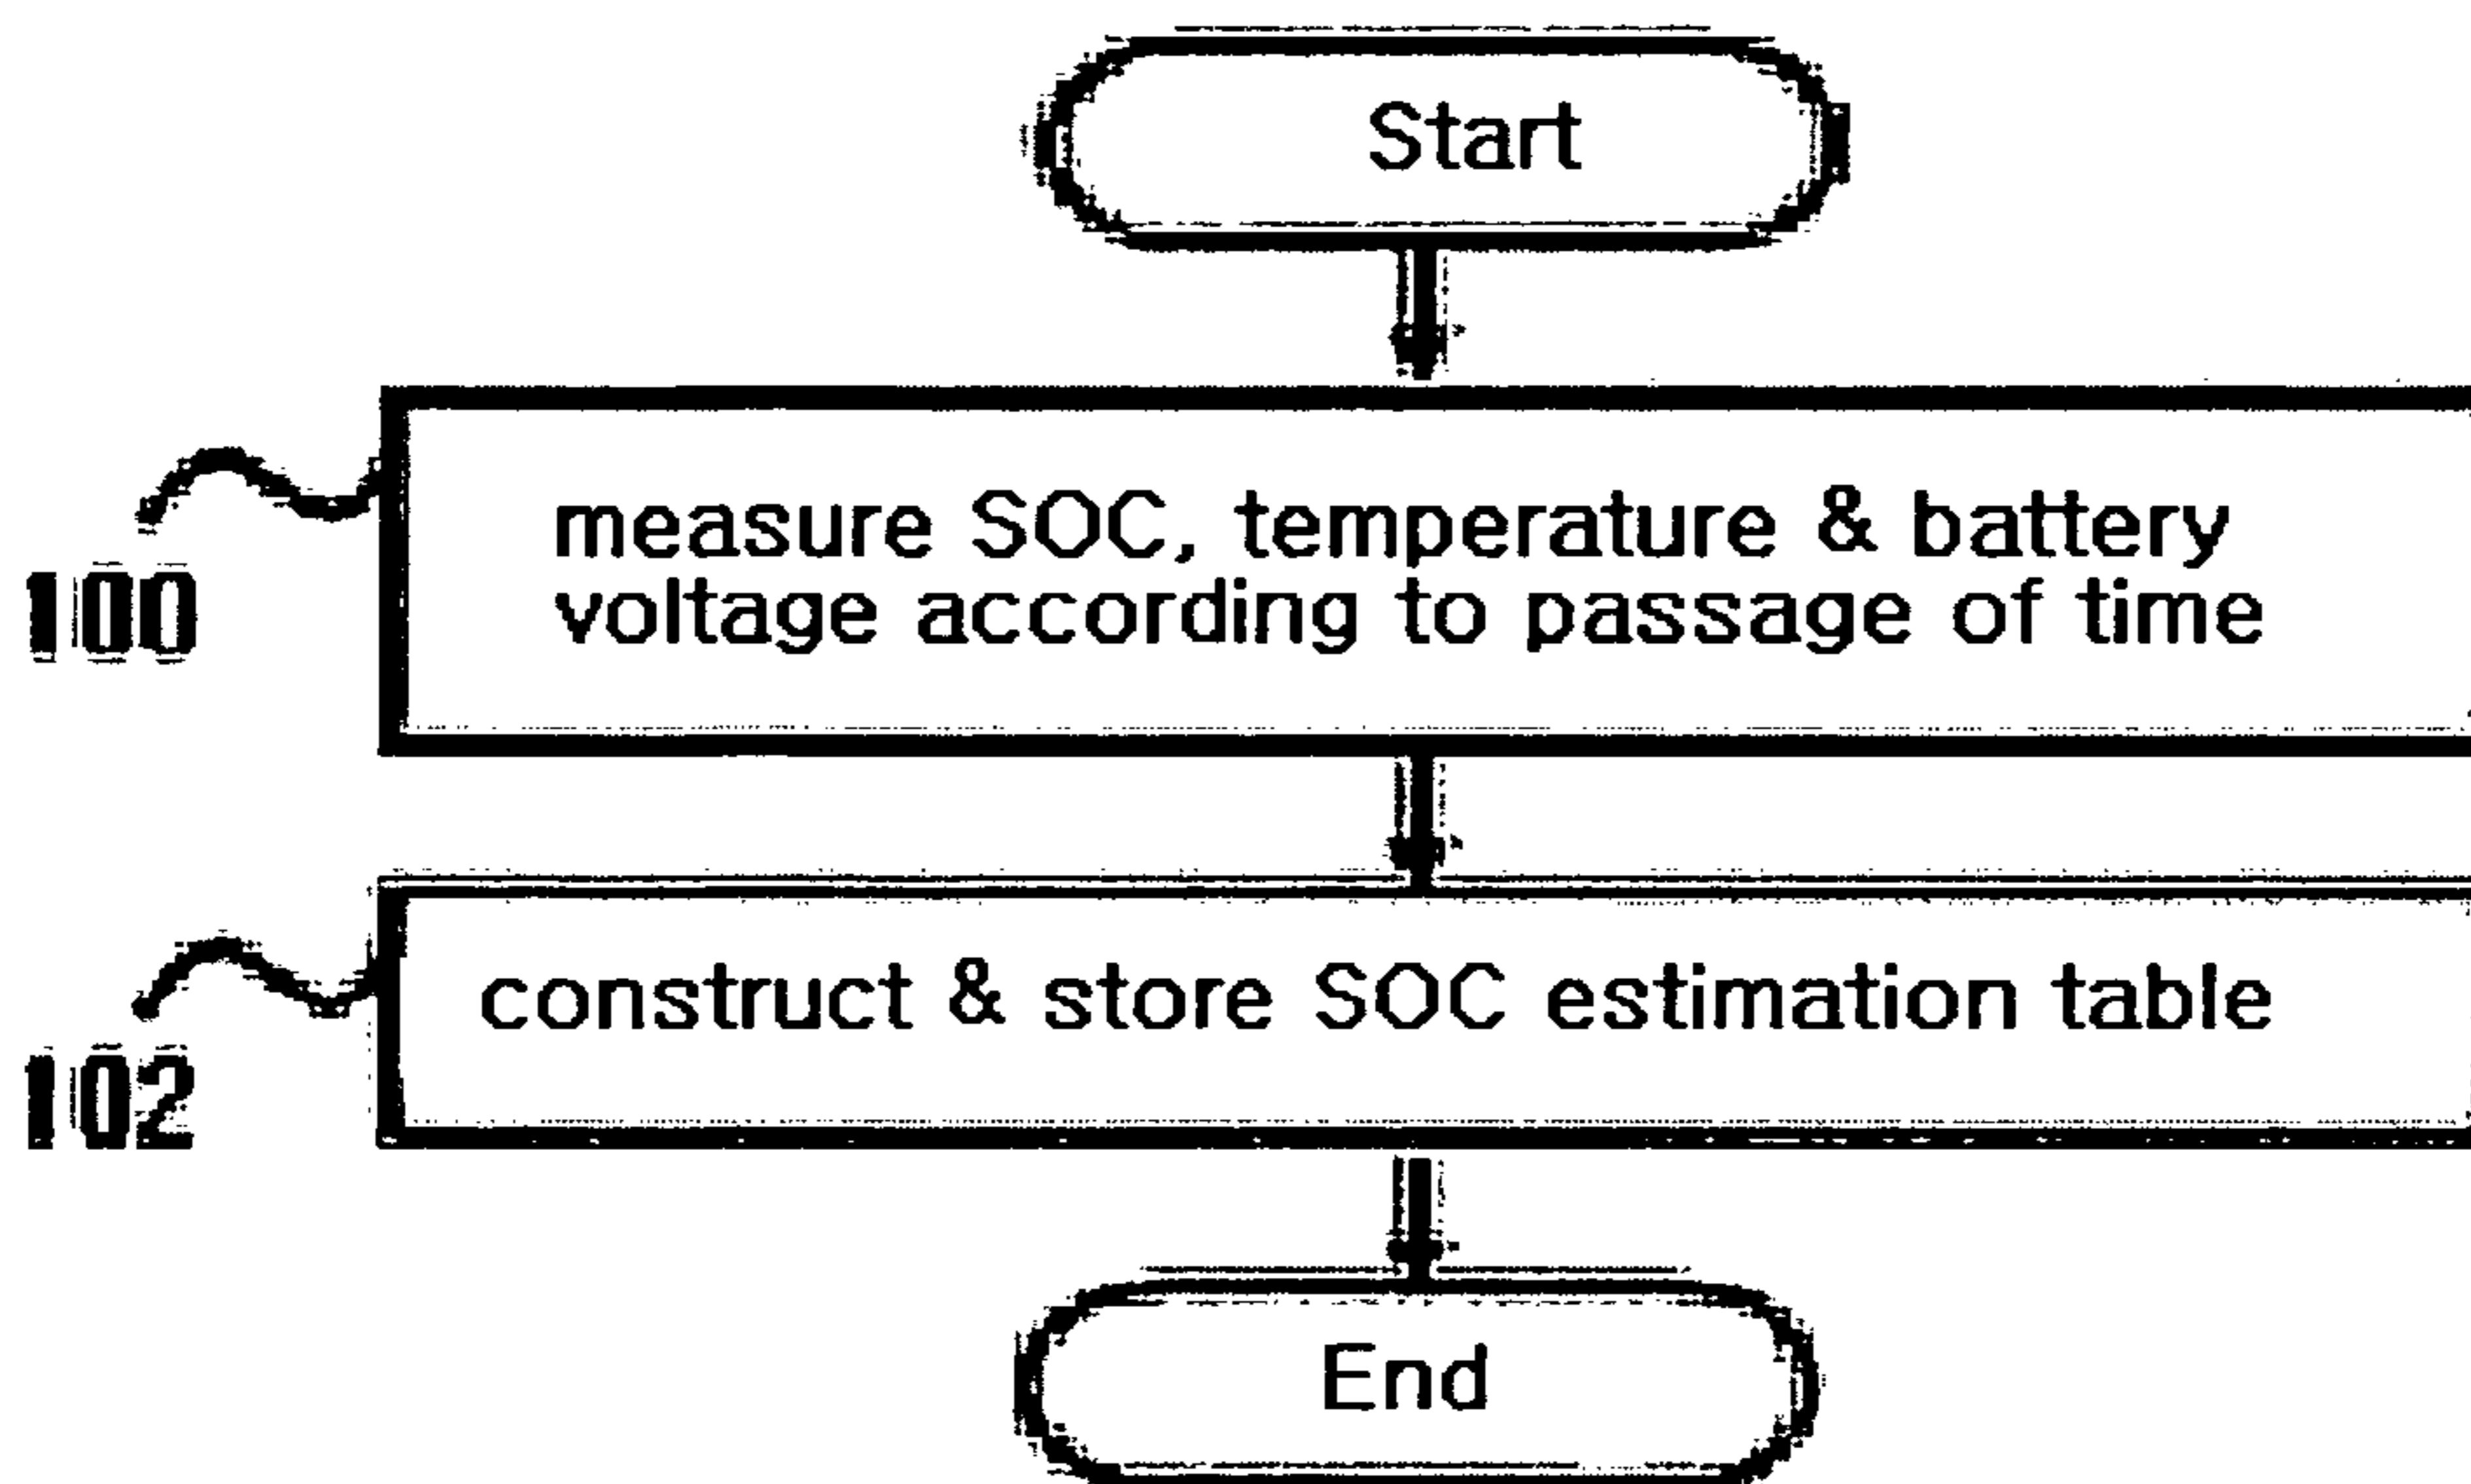 Start
100
measure SOC, temperature & battery
voltage according to passage of time
102
construct & store SOC estimation table
End